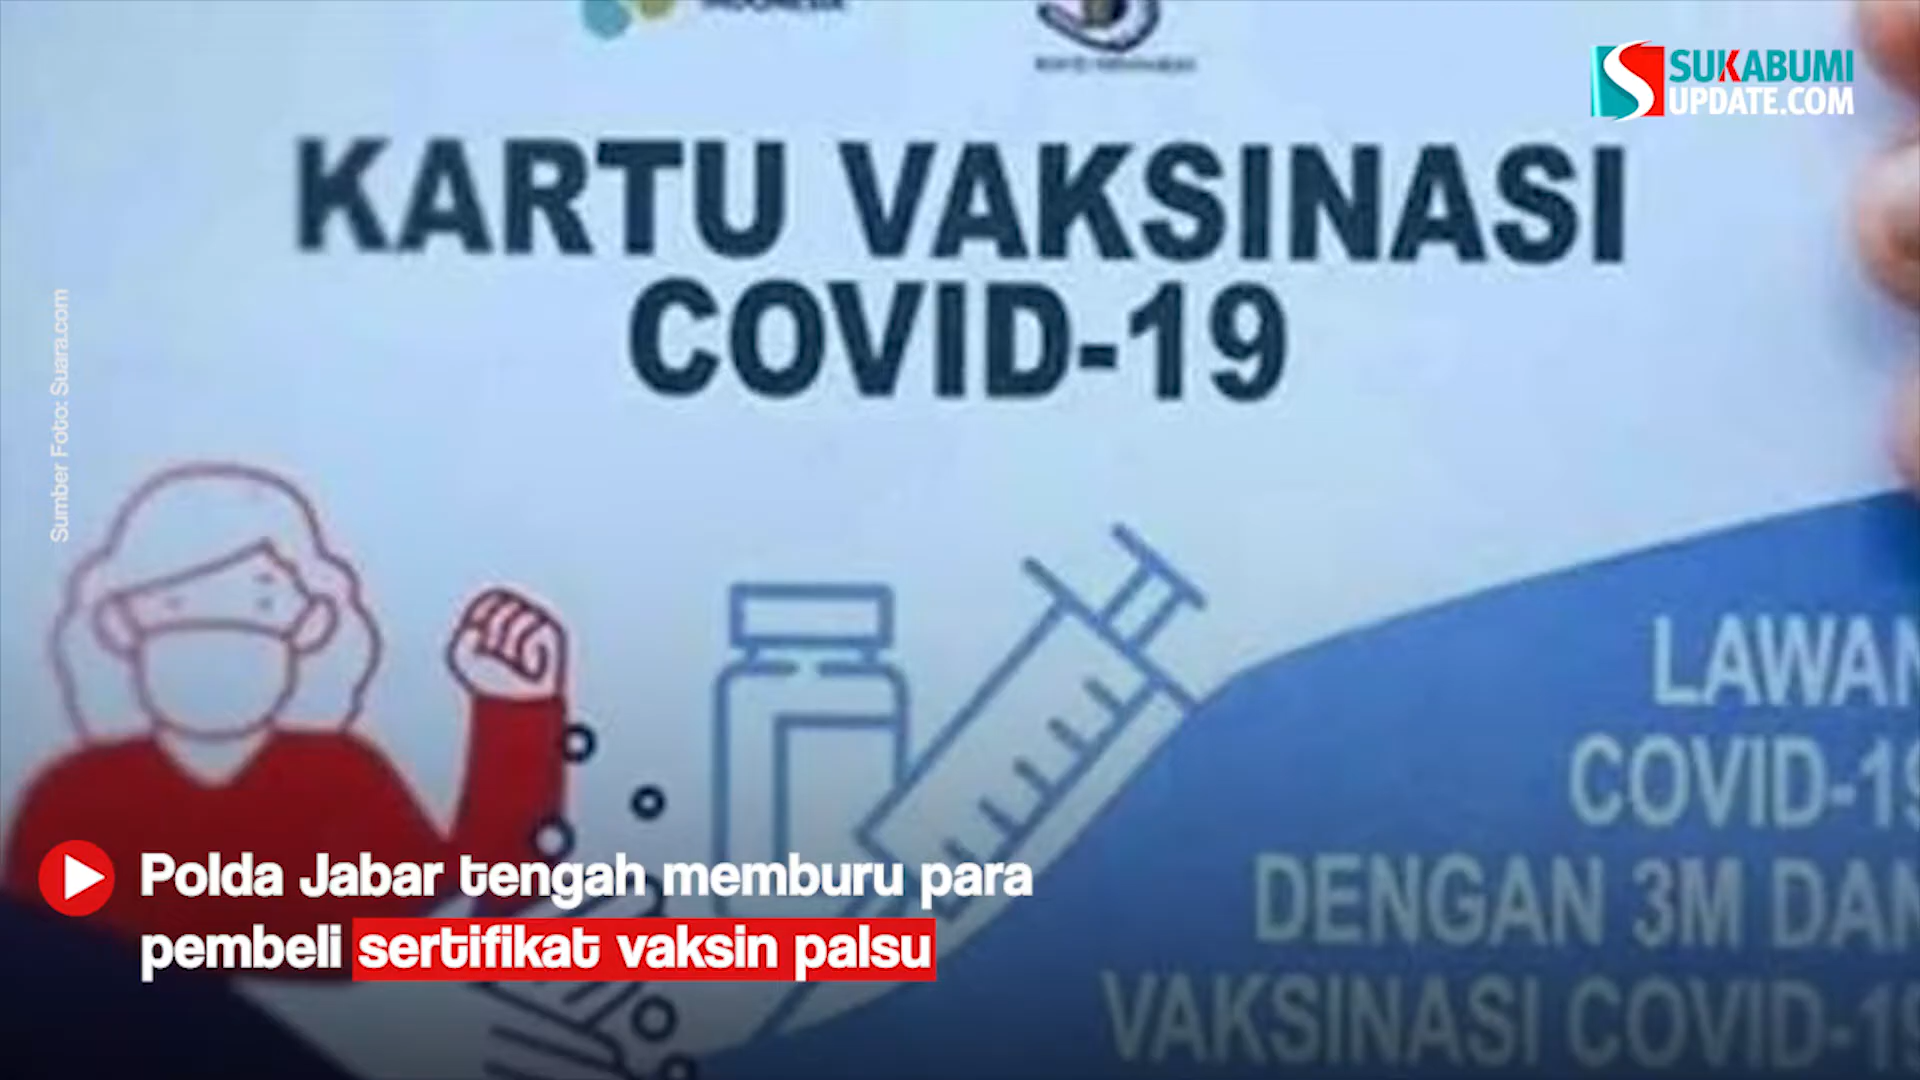 INDONESIA
SUKABUMI
UPDATE.COM
KARTU VAKSINASI
COVID-19
Sumber Foto: Suara.com
LAWAN
COVID-19
DENGAN 3M DAN
VAKSINASI COVID-19
Polda Jabar tengah memburu para
pembeli sertifikat vaksin palsu